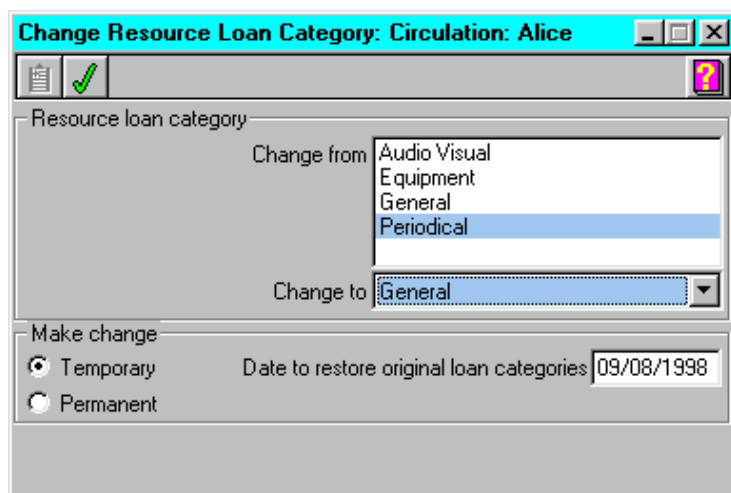 Change Resource Loan Category: Circulation: Alice
?
Resource loan category
Change from
Audio Visual
Equipment
General
Periodical
Change to General
Make change
Temporary
Date to restore original loan categories 09/08/1998
Permanent